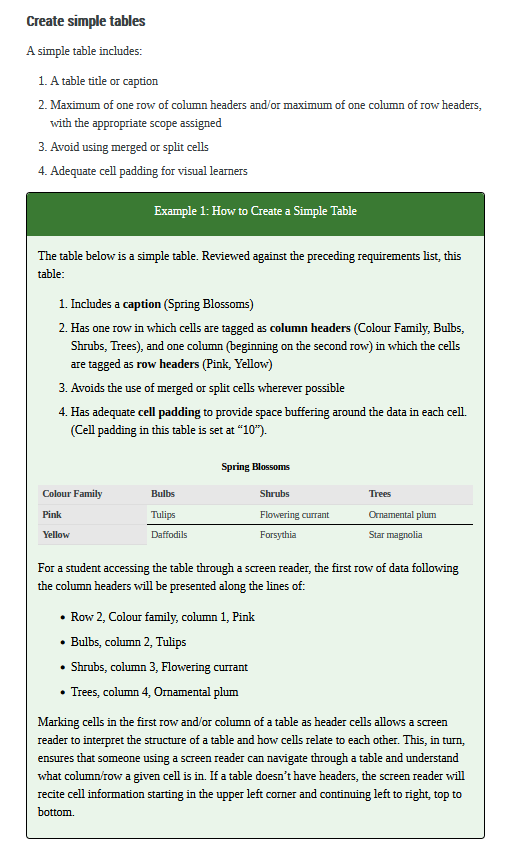 Create simple tables
A simple table includes:
1. A table title or caption
2. Maximum of one row of column headers and/or maximum of one column of row headers,
with the appropriate scope assigned
3. Avoid using merged or split cells
4. Adequate cell padding for visual learners
Example 1: How to Create a Simple Table
The table below is a simple table. Reviewed against the preceding requirements list, this
table:
1. Includes a caption (Spring Blossoms)
2. Has one row in which cells are tagged as column headers (Colour Family, Bulbs,
Shrubs, Trees), and one column (beginning on the second row) in which the cells
are tagged as row headers (Pink, Yellow)
3. Avoids the use of merged or split cells wherever possible
4. Has adequate cell padding to provide space buffering around the data in each cell.
(Cell padding in this table is set at “10”).
Spring Blossoms
Colour Family Bulbs Shrubs Trees
Pink Tulips Flowering currant Ornamental plum
Yellow Daffodils Forsythia Star magnolia
For a student accessing the table through a screen reader, the first row of data following
the column headers will be presented along the lines of:
• Row 2, Colour family, column 1, Pink
• Bulbs, column 2, Tulips
• Shrubs, column 3, Flowering currant
• Trees, column 4, Ornamental plum
Marking cells in the first row and/or column of a table as header cells allows a screen
reader to interpret the structure of a table and how cells relate to each other. This, in turn,
ensures that someone using a screen reader can navigate through a table and understand
what column/row a given cell is in. If a table doesn’t have headers, the screen reader will
recite cell information starting in the upper left corner and continuing left to right, top to
bottom.